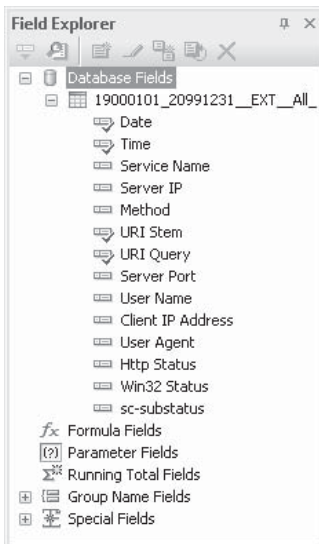 Field Explorer
Database Fields
19000101_20991231__EXT__All_
Date
Time
Service Name
Server IP
Method
URI Stem
URI Query
Server Port
User Name
Client IP Address
User Agent
Http Status
Win32 Status
sc-substatus
fx Formula Fields
(?) Parameter Fields
Running Total Fields
Group Name Fields
Special Fields